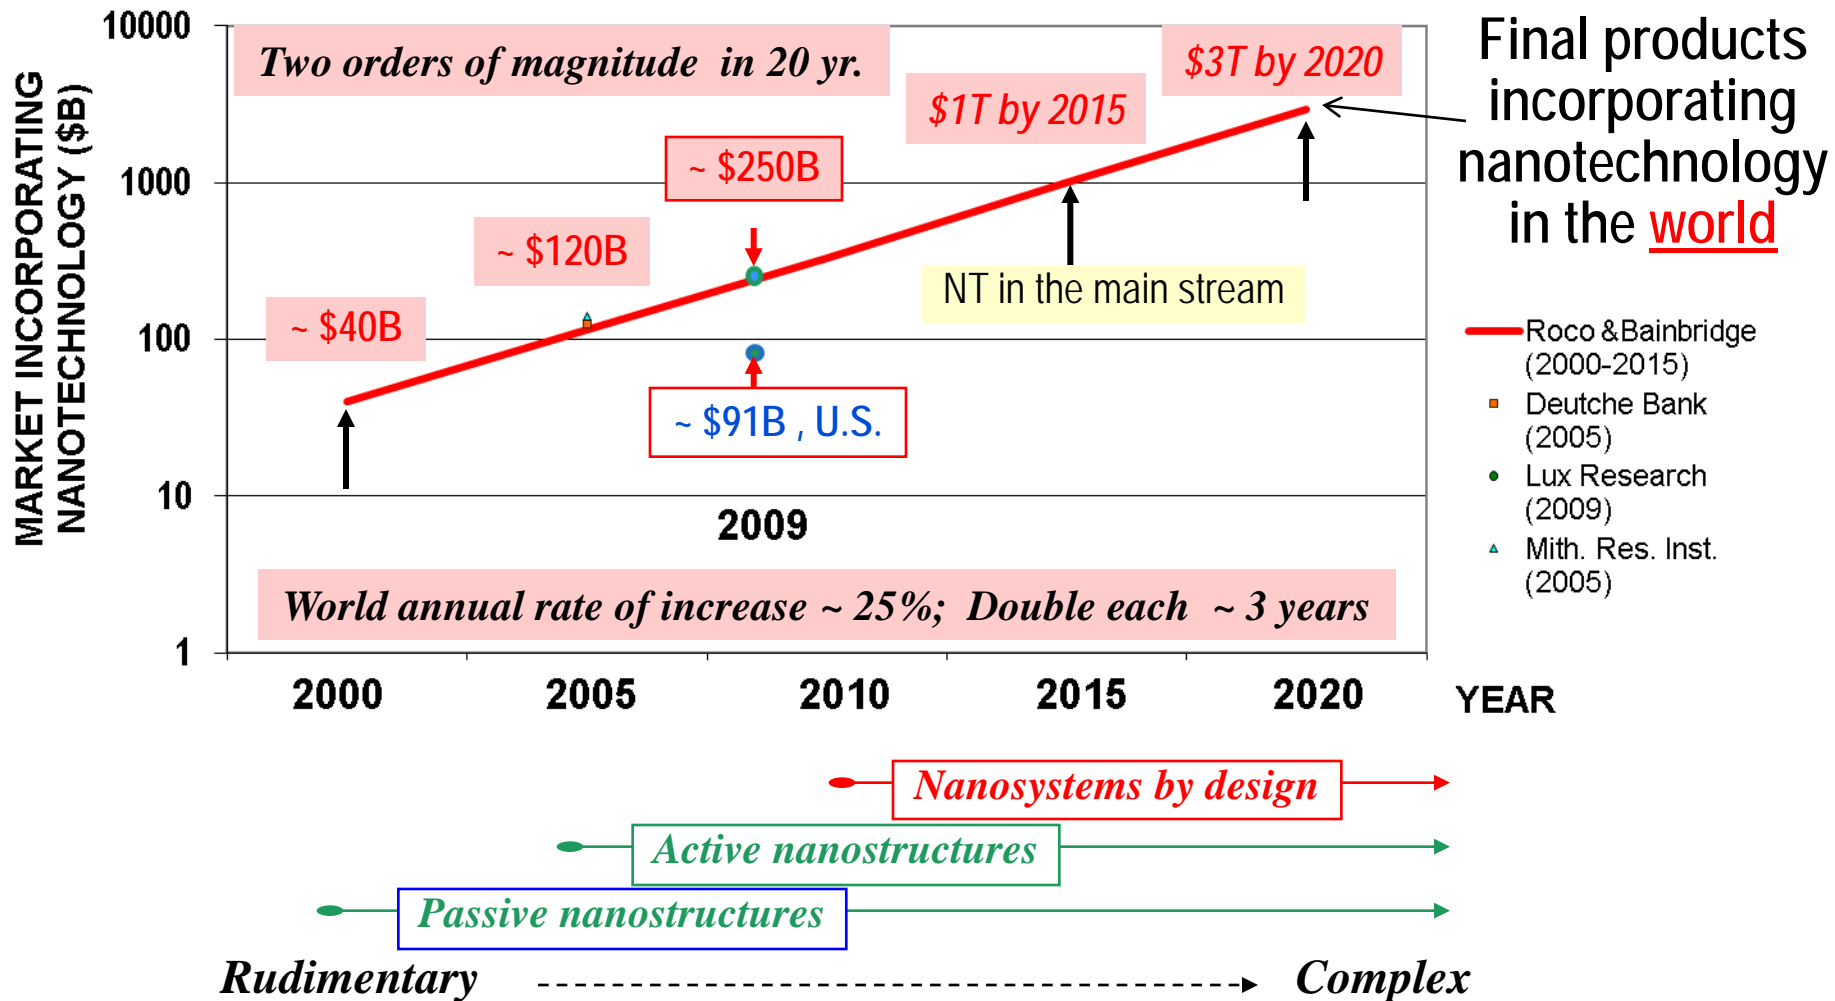 MARKET INCORPORATING
NANOTECHNOLOGY ($B)
10000
1000
100
10
1
Two orders of magnitude in 20 yr.
$3T by 2020
$1T by 2015
~ $250B
~ $120B
~ $40B
NT in the main stream
~ $91B , U.S.
2009
World annual rate of increase ~ 25%; Double each ~ 3 years
2000
2005
2010
2015
2020
YEAR
Final products
incorporating
nanotechnology
in the world
Roco &Bainbridge
(2000-2015)
Deutche Bank
(2005)
Lux Research
(2009)
Mith. Res. Inst.
(2005)
Nanosystems by design
Active nanostructures
Passive nanostructures
Rudimentary
Complex